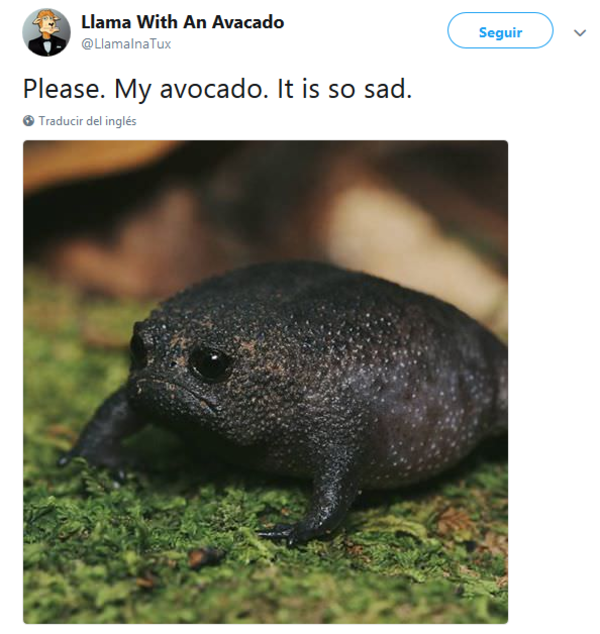 Llama With An Avacado
@LlamaInaTux
Seguir
Please. My avocado. It is so sad.
Traducir del inglés